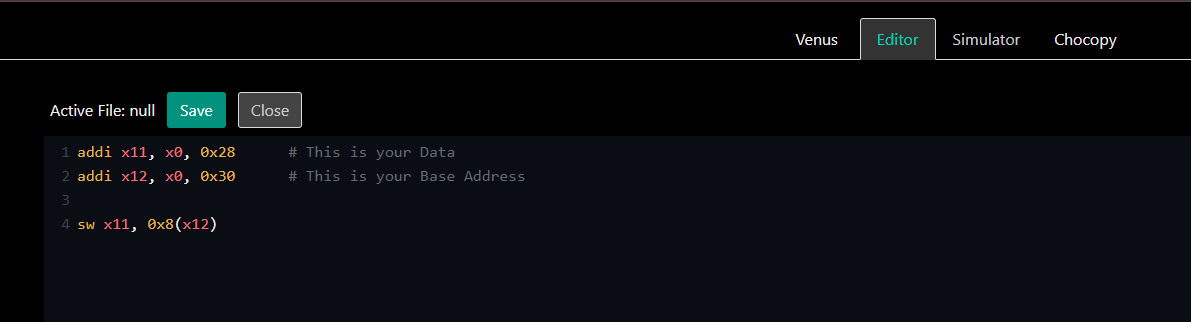 Venus Editor Simulator Chocopy
Active File: null Save Close
1 addi x11, x0, 0x28 # This is your Data
2 addi x12, x0, 0x30 # This is your Base Address
3
4 sw x11, 0x8(x12)